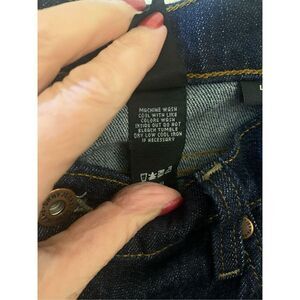 MACHINE WASH
COOL WITH LIKE
COLORS WASH
INSIDE OUT DO NOT
BLEACH TUMBLE
DRY LOW COOL IRON
IF NECESSARY